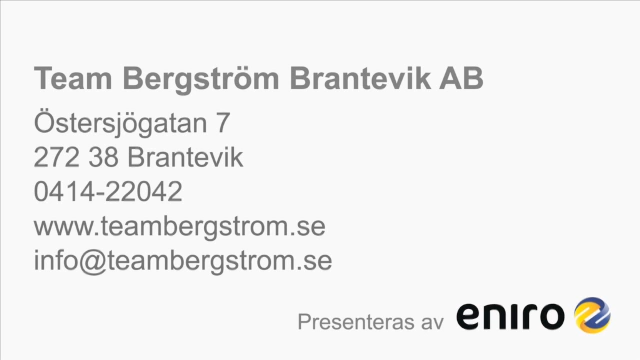 Team Bergström Brantevik AB
Östersjögatan 7
272 38 Brantevik
0414-22042
www.teambergstrom.se
info@teambergstrom.se
Presenteras av eniro